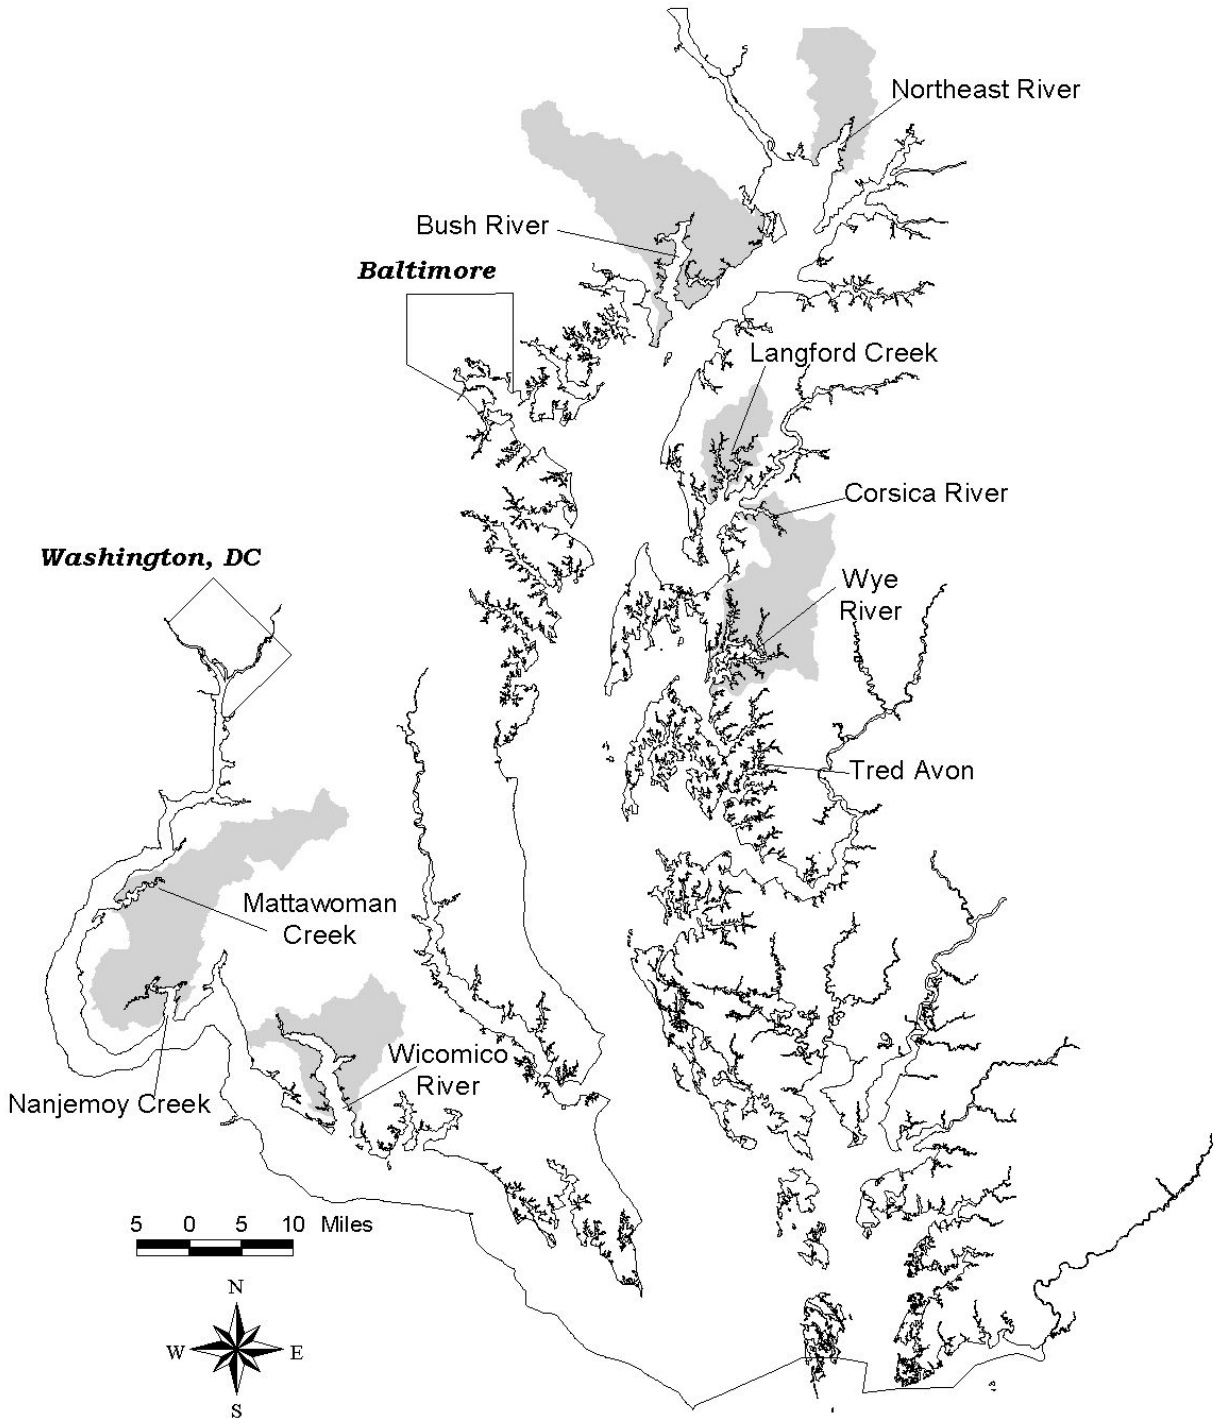 Northeast River
Bush River
Baltimore
Langford Creek
Corsica River
Washington, DC
Wye
River
Tred Avon
Mattawoman
Creek
Wicomico
River
Nanjemoy Creek
5 0 5 10 Miles
N
W E
S